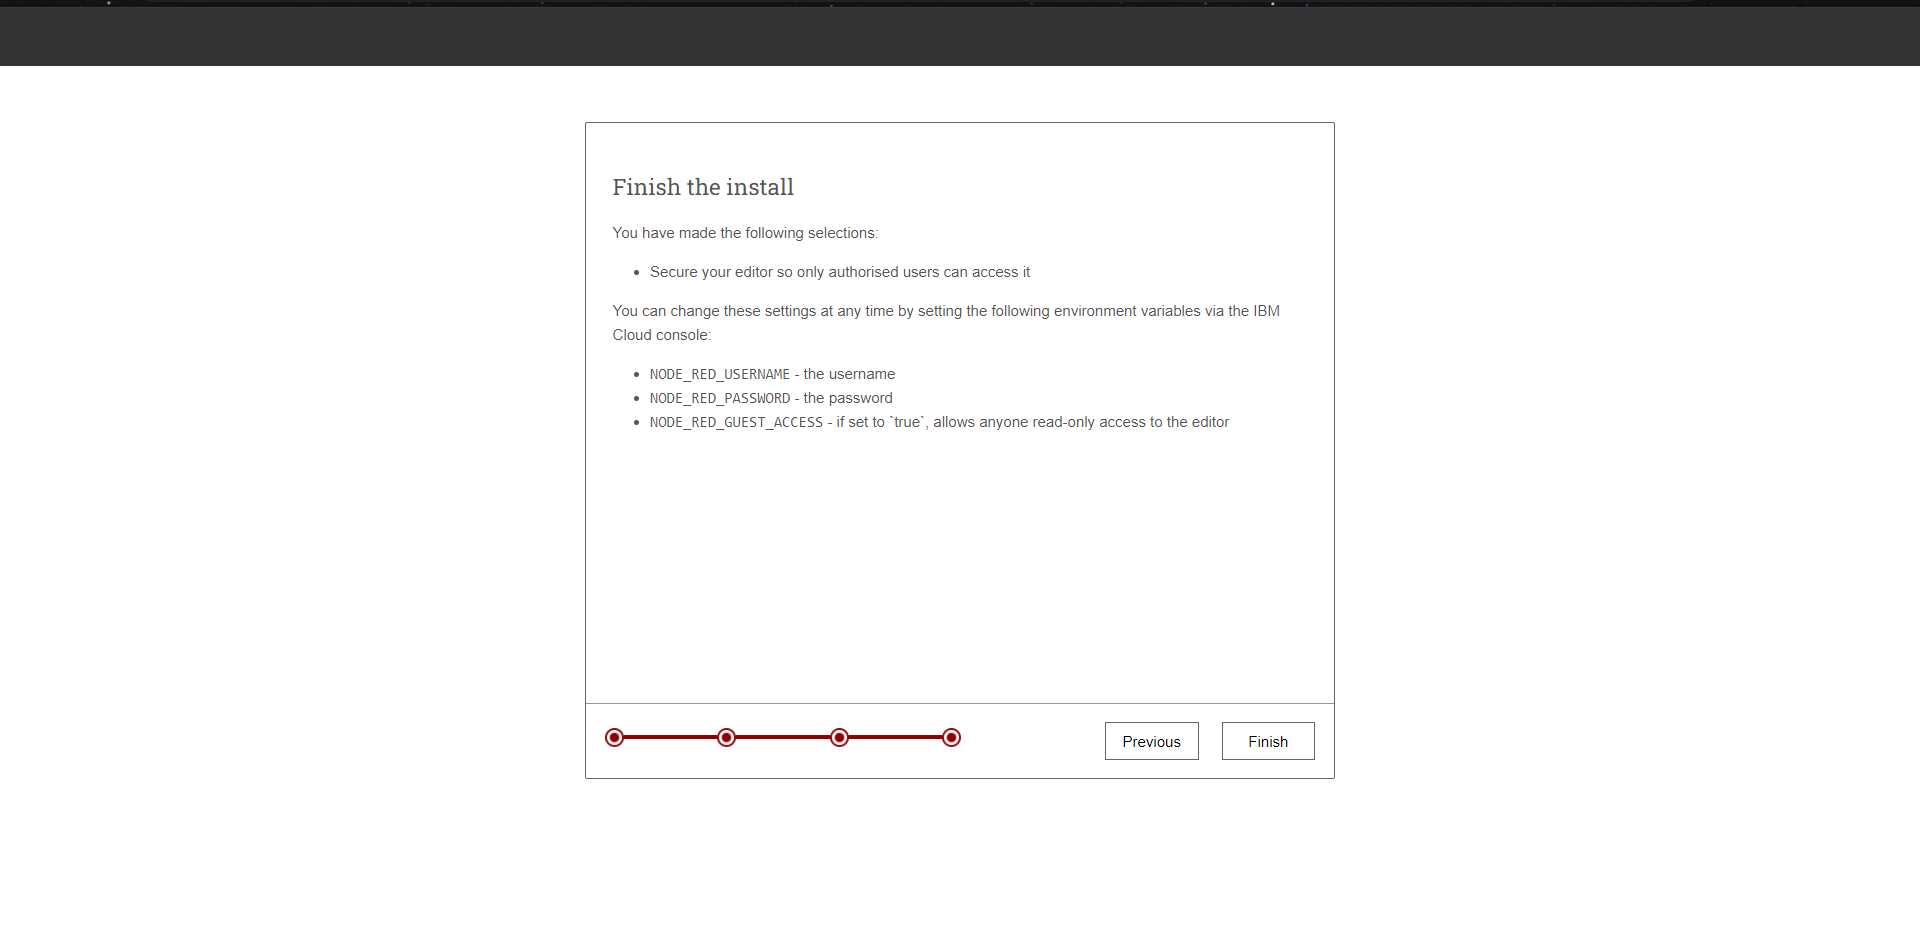 Finish the install
You have made the following selections:
Secure your editor so only authorised users can access it
You can change these settings at any time by setting the following environment variables via the IBM
Cloud console:
NODE_RED_USERNAME - the username
NODE_RED_PASSWORD - the password
NODE_RED_GUEST_ACCESS - if set to `true`, allows anyone read-only access to the editor
Previous
Finish